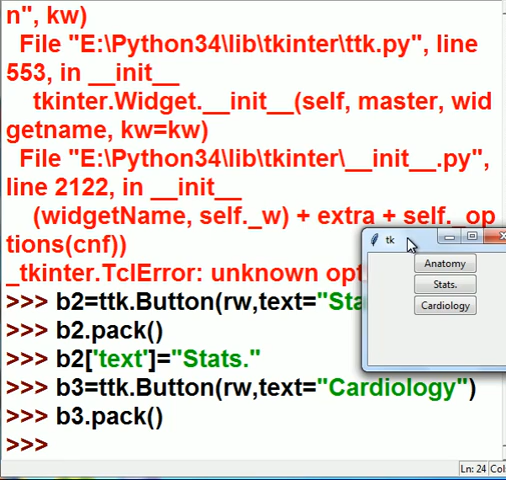 n", kw)
File "E:\Python34\lib\tkinter\ttk.py", line
553, in __init__
tkinter.Widget.__init__(self, master, wid
getname, kw=kw)
File "E:\Python34\lib\tkinter\__init__.py",
line 2122, in __init__
(widgetName, self._w) + extra + self._op
tions(cnf))
_tkinter.TclError: unknown
>>> b2=ttk.Button(rw,text="Sta
>>> b2.pack()
>>> b2['text']="Stats."
>>> b3=ttk.Button(rw,text="Cardiology")
>>> b3.pack()
>>>
tk
Anatomy
Stats.
Cardiology
Ln: 24